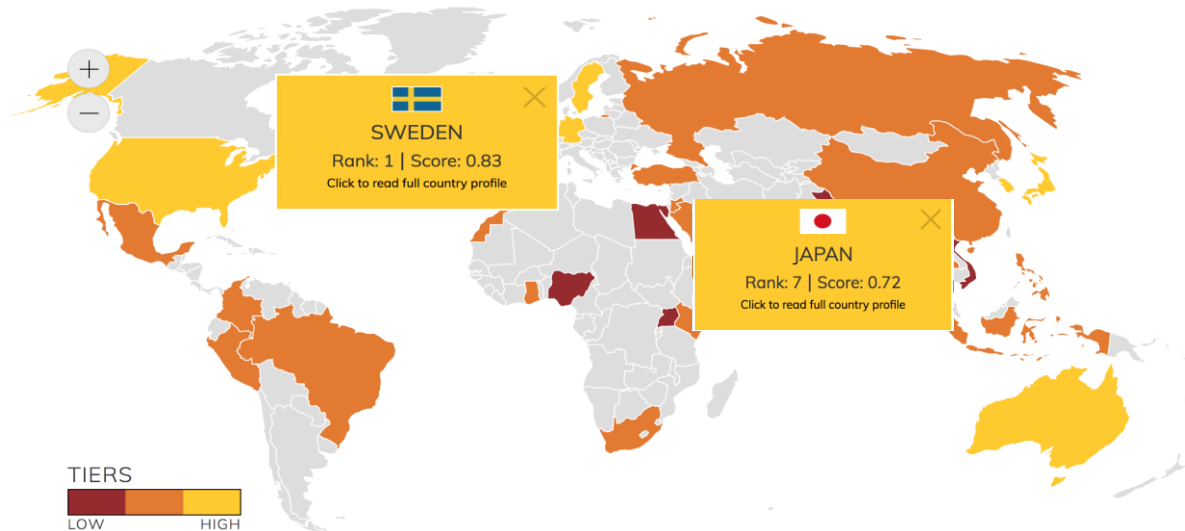 SWEDEN
Rank: 1 | Score: 0.83
Click to read full country profile
JAPAN
Rank: 7 | Score: 0.72
Click to read full country profile
TIERS
LOW HIGH